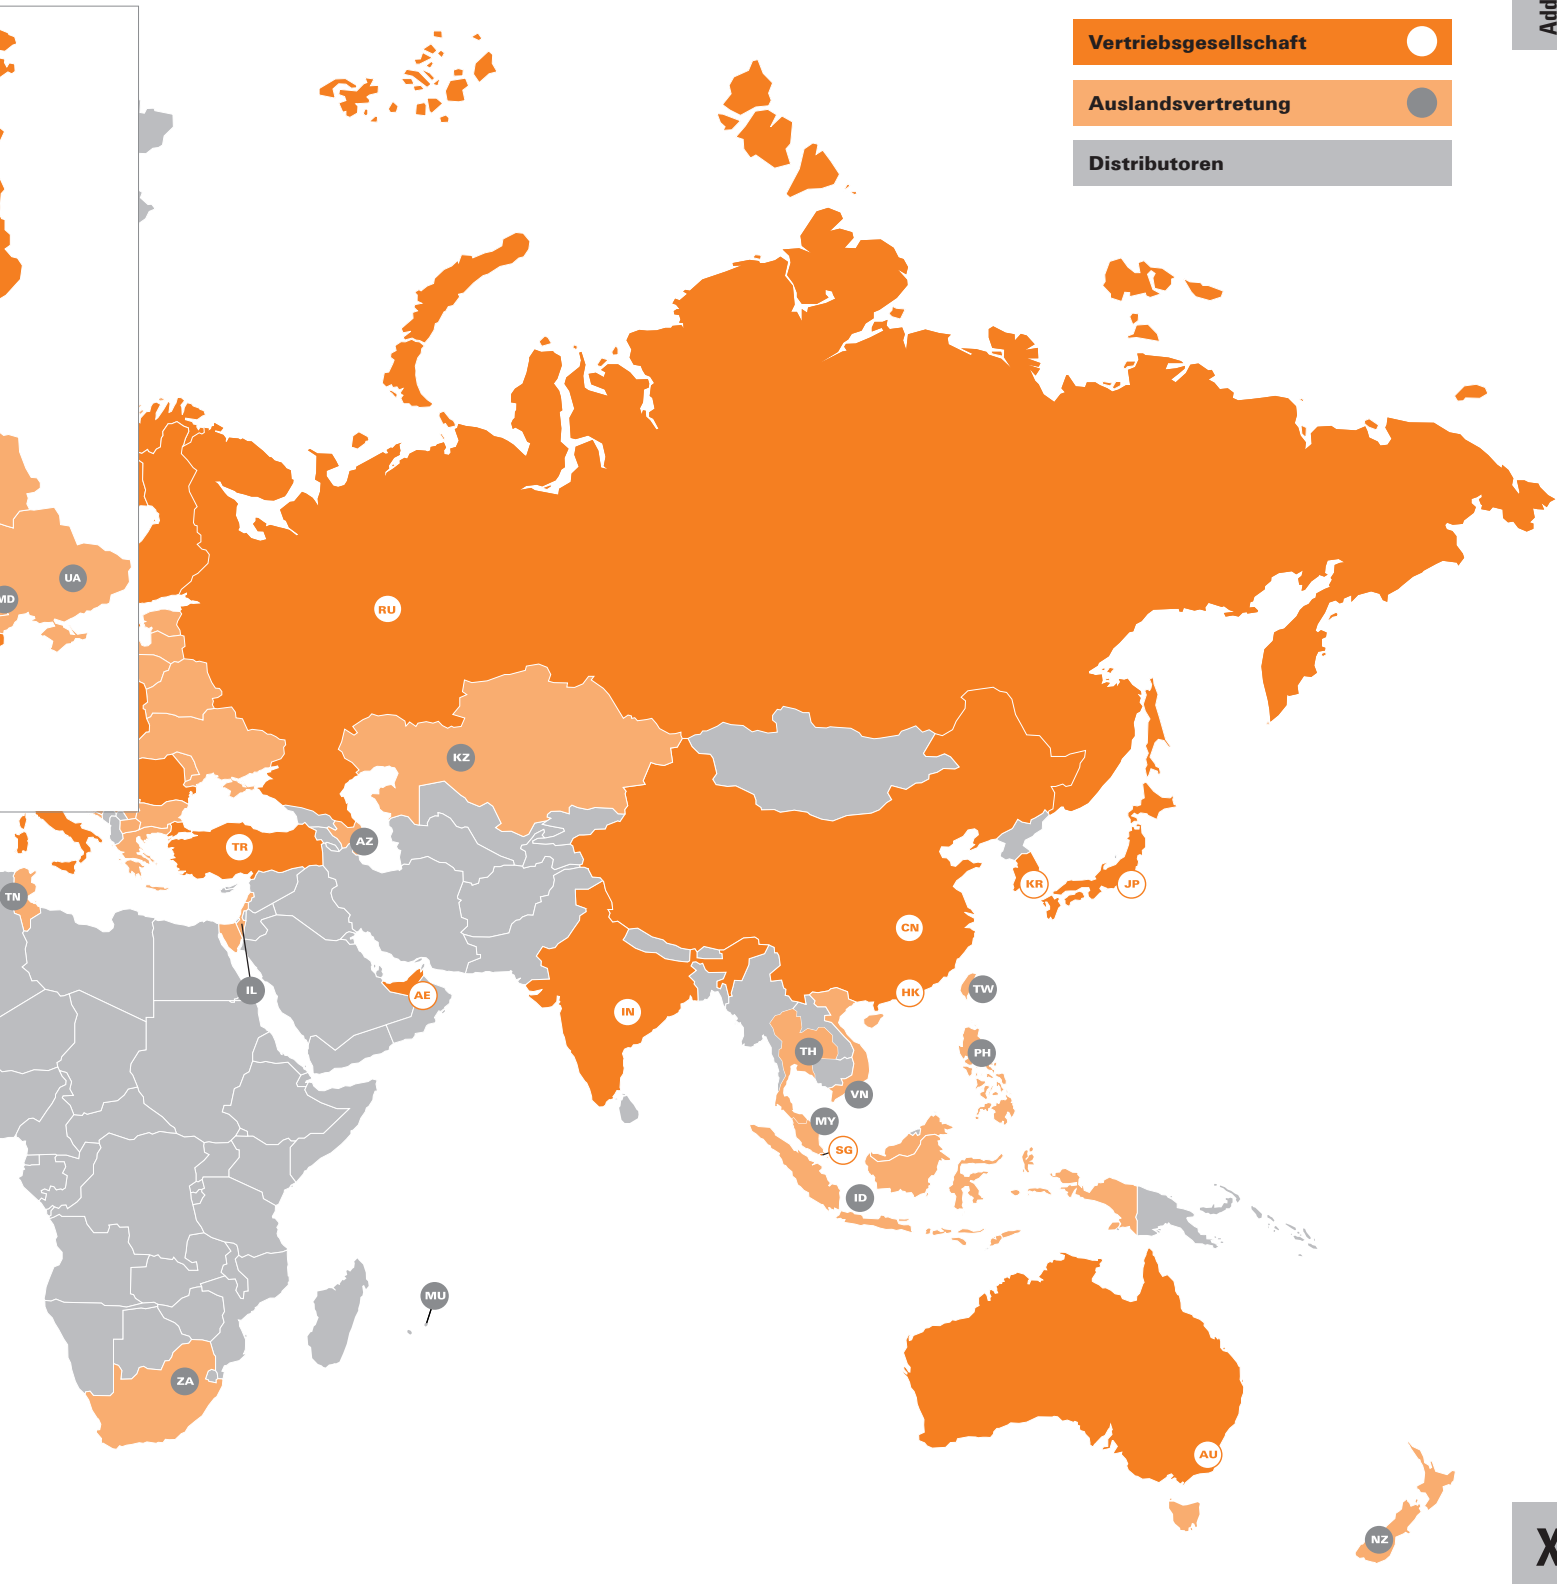 Add
Vertriebsgesellschaft
Auslandsvertretung
Distributoren
UA
MD
RU
KZ
AZ
TR
TN
KR
JP
CN
IL
AE
HK
TW
IN
TH
PH
VN
MY
SG
ID
MU
ZA
AU
NZ
X